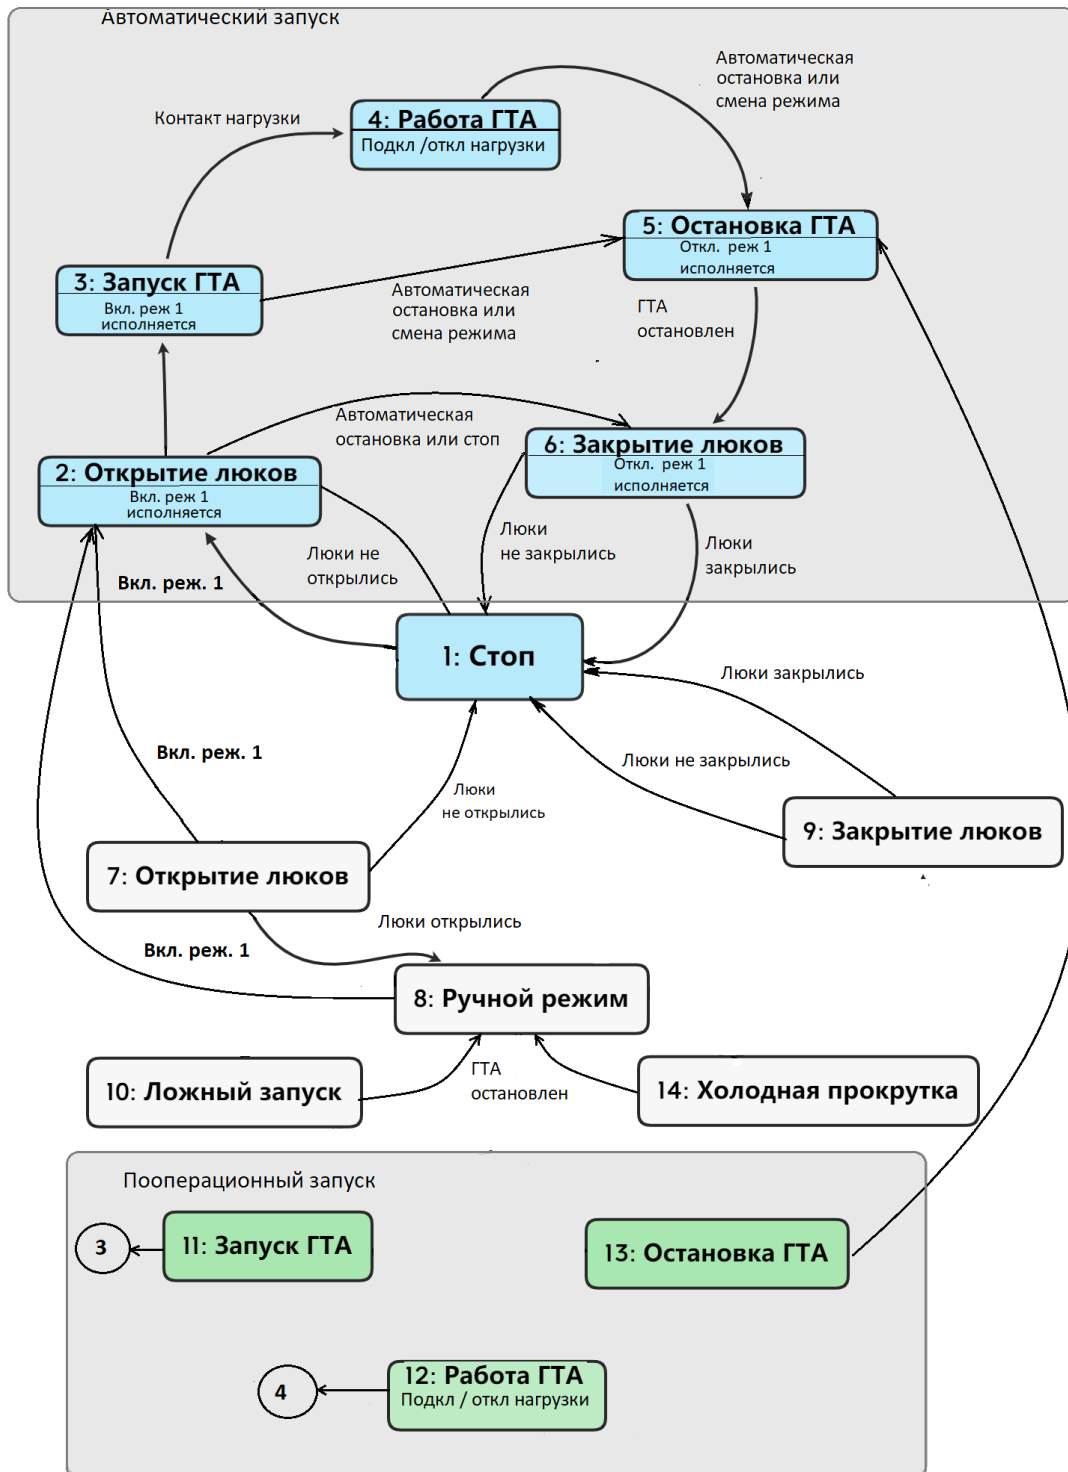 Автоматический запуск
Автоматическая
остановка или
смена режима
Контакт нагрузки
4: Работа ГТА
Подкл /откл нагрузки
5: Остановка ГТА
Откл. реж 1
исполняется
3: Запуск ГТА
Вкл. реж 1
исполняется
Автоматическая
остановка или
смена режима
ГТА
остановлен
Автоматическая
остановка или стоп
6: Закрытие люков
Откл. реж 1
исполняется
2: Открытие люков
Вкл. реж 1
исполняется
Люки
не закрылись
Люки
закрылись
Люки не
открылись
Вкл. реж. 1
1: Стоп
Люки закрылись
Вкл. реж. 1
Люки не закрылись
Люки
не открылись
9: Закрытие люков
7: Открытие люков
Люки открылись
Вкл. реж. 1
8: Ручной режим
ГТА
остановлен
10: Ложный запуск
14: Холодная прокрутка
Пооперационный запуск
3
11: Запуск ГТА
13: Остановка ГТА
4
12: Работа ГТА
Подкл / откл нагрузки